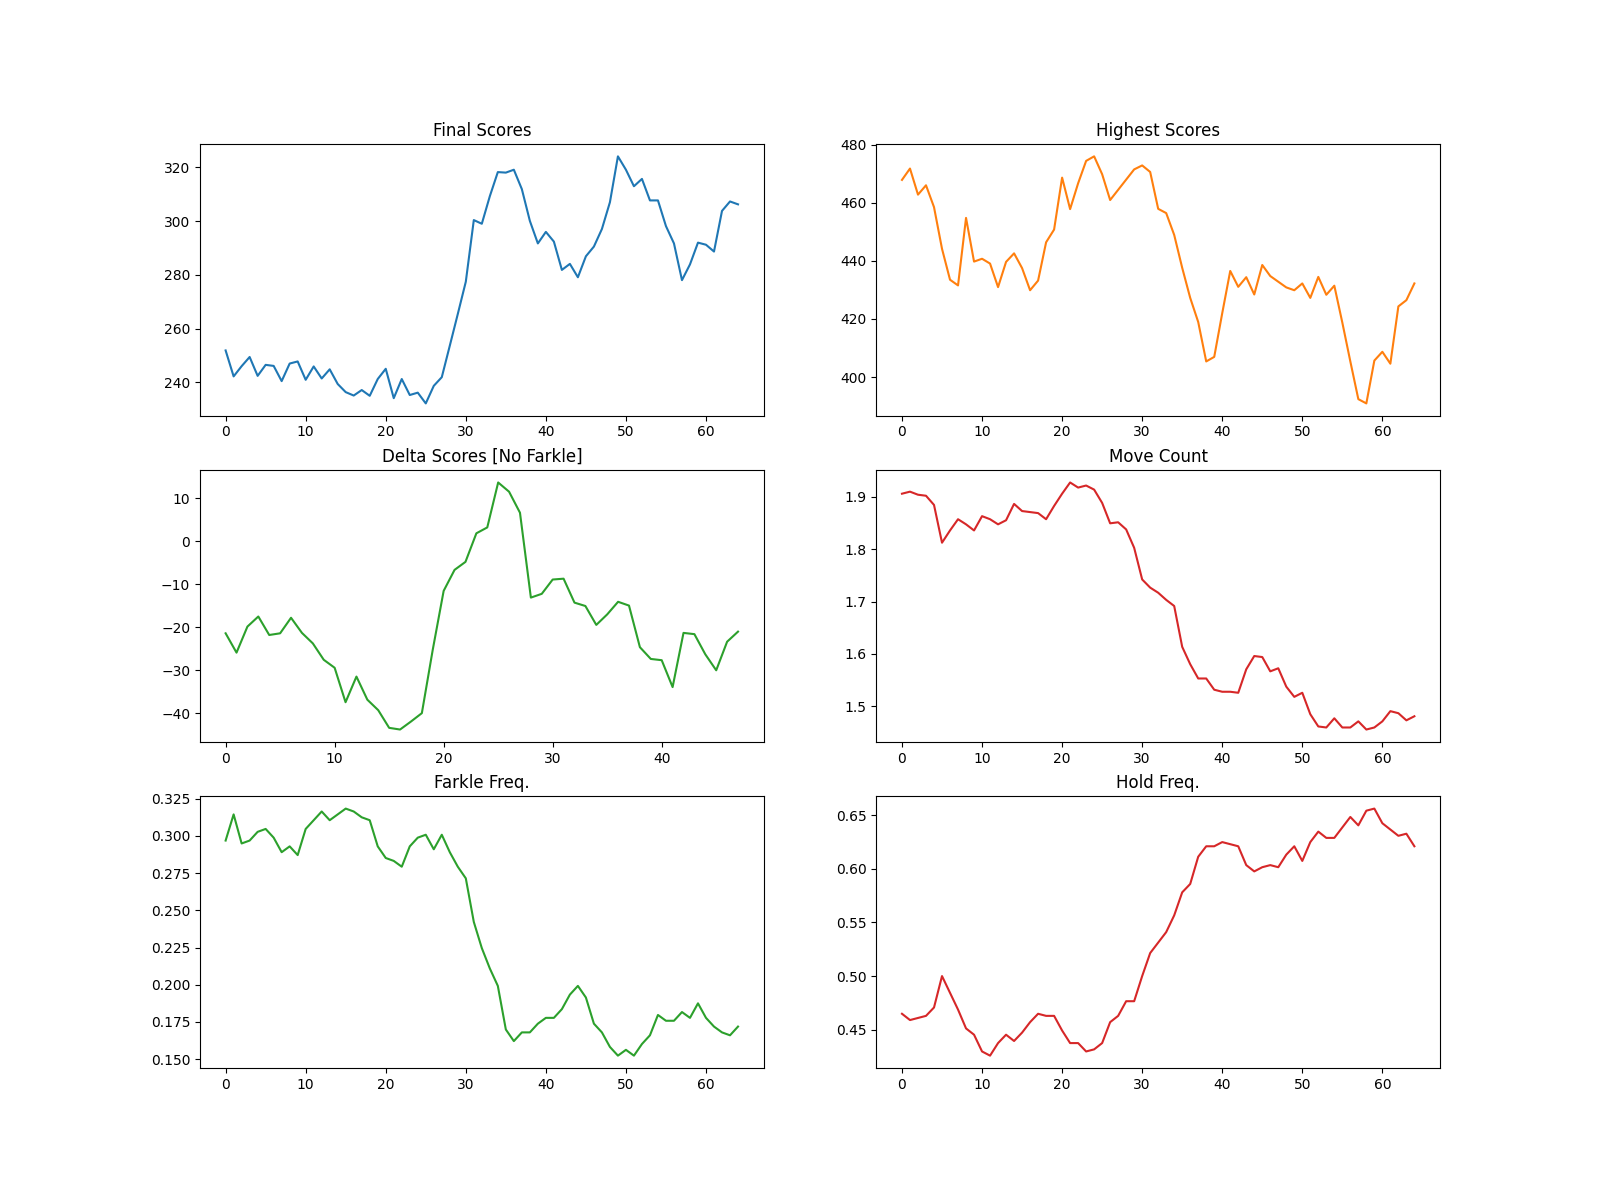 Final Scores
320
300
280
260
240
0 10 20 30 40 50 60
Highest Scores
480
460
440
420
400
0 10 20 30 40 50 60
Delta Scores [No Farkle]
10
0
−10
−20
−30
−40
0 10 20 30 40
Move Count
1.9
1.8
1.7
1.6
1.5
0 10 20 30 40 50 60
Farkle Freq.
0.325
0.300
0.275
0.250
0.225
0.200
0.175
0.150
0 10 20 30 40 50 60
Hold Freq.
0.65
0.60
0.55
0.50
0.45
0 10 20 30 40 50 60